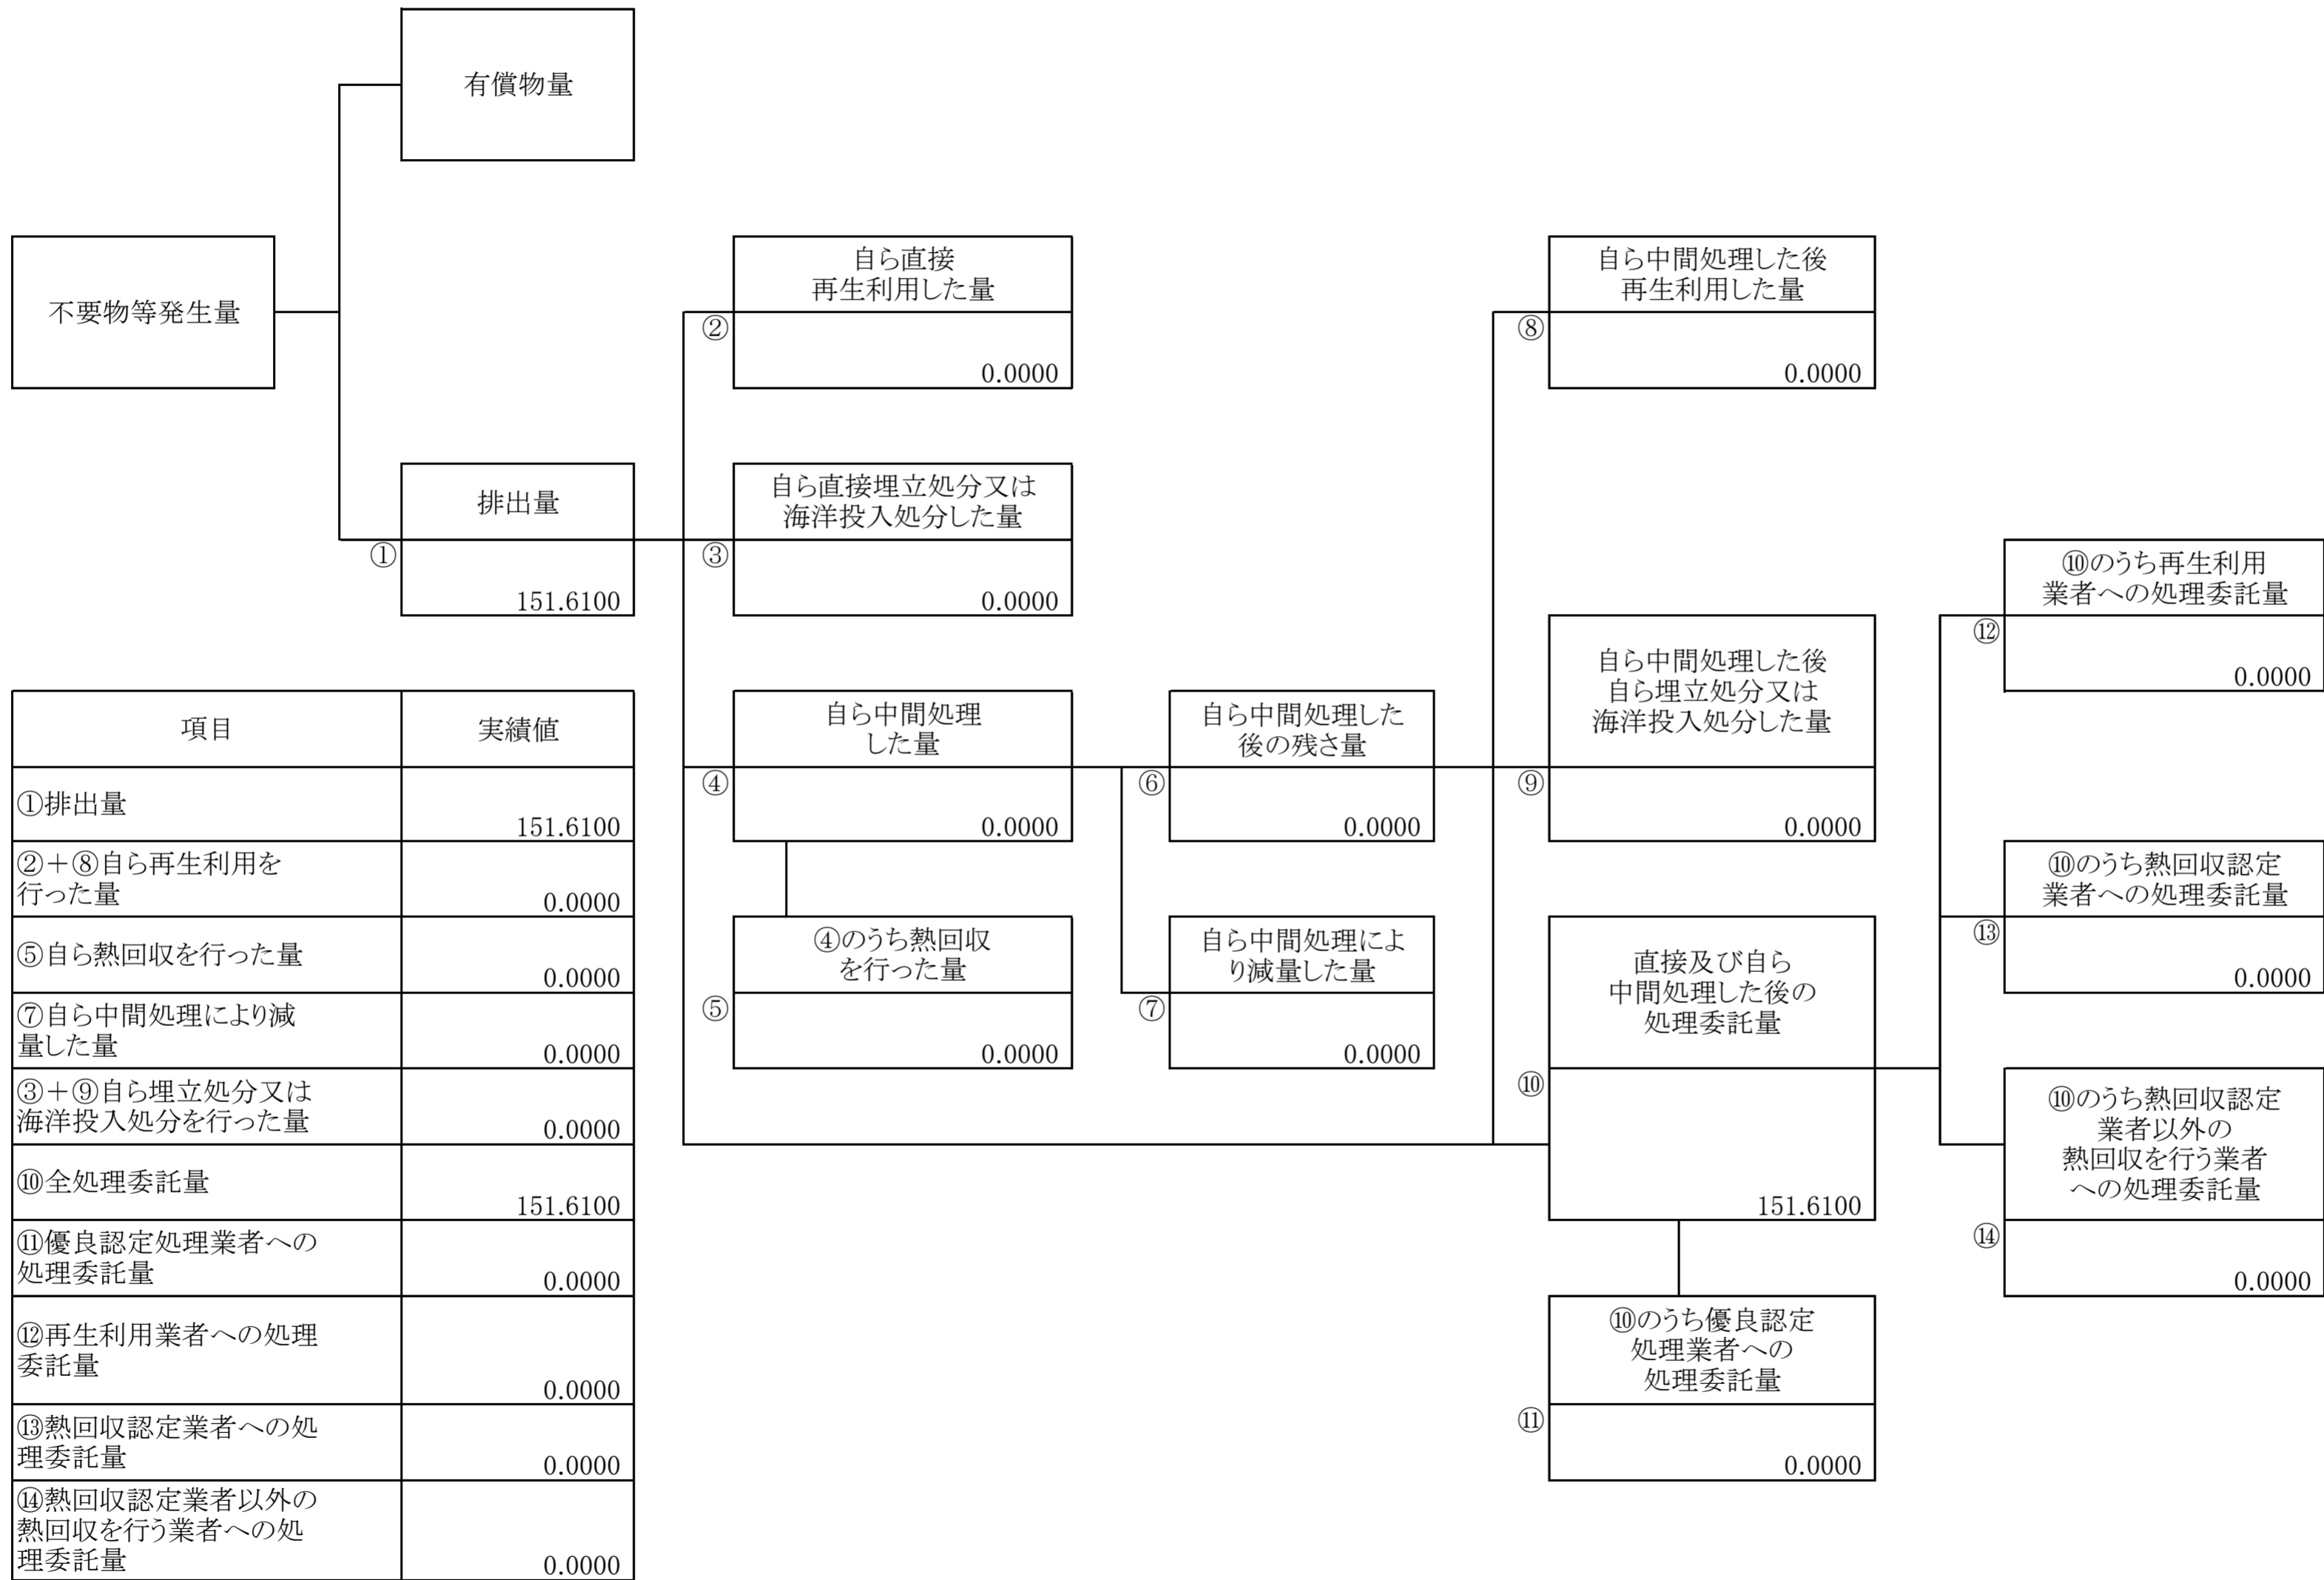 有償物量
不要物等発生量
自ら直接
再生利用した量
②
0.0000
自ら中間処理した後
再生利用した量
⑧
0.0000
排出量
①
151.6100
自ら直接埋立処分又は
海洋投入処分した量
③
0.0000
⑩のうち再生利用
業者への処理委託量
⑫
0.0000
自ら中間処理した後
自ら埋立処分又は
海洋投入処分した量
⑨
0.0000
自ら中間処理
した量
④
0.0000
自ら中間処理した
後の残さ量
⑥
0.0000
⑩のうち熱回収認定
業者への処理委託量
⑬
0.0000
④のうち熱回収
を行った量
⑤
0.0000
自ら中間処理によ
り減量した量
⑦
0.0000
直接及び自ら
中間処理した後の
処理委託量
⑩
151.6100
⑩のうち熱回収認定
業者以外の
熱回収を行う業者
への処理委託量
⑭
0.0000
⑩のうち優良認定
処理業者への
処理委託量
⑪
0.0000
項目 実績値
①排出量
151.6100
②＋⑧自ら再生利用を
行った量
0.0000
⑤自ら熱回収を行った量
0.0000
⑦自ら中間処理により減
量した量
0.0000
③＋⑨自ら埋立処分又は
海洋投入処分を行った量
0.0000
⑩全処理委託量
151.6100
⑪優良認定処理業者への
処理委託量
0.0000
⑫再生利用業者への処理
委託量
0.0000
⑬熱回収認定業者への処
理委託量
0.0000
⑭熱回収認定業者以外の
熱回収を行う業者への処
理委託量
0.0000